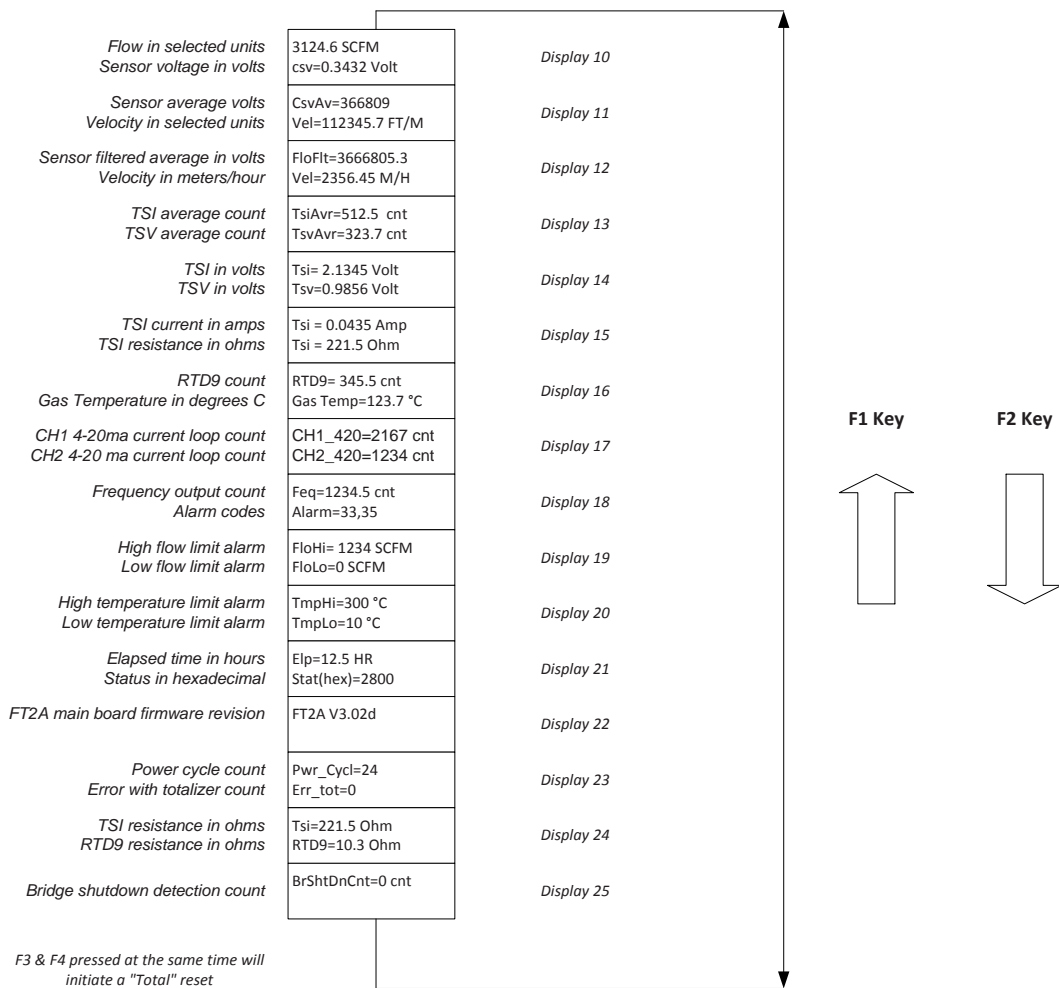 Flow in selected units
Sensor voltage in volts
3124.6 SCFM
csv=0.3432 Volt
Display 10
Sensor average volts
Velocity in selected units
CsvAv=366809
Vel=112345.7 FT/M
Display 11
Sensor filtered average in volts
Velocity in meters/hour
FloFlt=3666805.3
Vel=2356.45 M/H
Display 12
TSI average count
TSV average count
TsiAvr=512.5 cnt
TsvAvr=323.7 cnt
Display 13
TSI in volts
TSV in volts
Tsi= 2.1345 Volt
Tsv=0.9856 Volt
Display 14
TSI current in amps
TSI resistance in ohms
Tsi = 0.0435 Amp
Tsi = 221.5 Ohm
Display 15
RTD9 count
Gas Temperature in degrees C
RTD9= 345.5 cnt
Gas Temp=123.7 °C
Display 16
CH1 4-20ma current loop count
CH2 4-20 ma current loop count
CH1_420=2167 cnt
CH2_420=1234 cnt
Display 17
F1 Key
F2 Key
Frequency output count
Alarm codes
Feq=1234.5 cnt
Alarm=33,35
Display 18
High flow limit alarm
Low flow limit alarm
FloHi= 1234 SCFM
FloLo=0 SCFM
Display 19
High temperature limit alarm
Low temperature limit alarm
TmpHi=300 °C
TmpLo=10 °C
Display 20
Elapsed time in hours
Status in hexadecimal
Elp=12.5 HR
Stat(hex)=2800
Display 21
FT2A main board firmware revision
FT2A V3.02d
Display 22
Power cycle count
Error with totalizer count
Pwr_Cycl=24
Err_tot=0
Display 23
TSI resistance in ohms
RTD9 resistance in ohms
Tsi=221.5 Ohm
RTD9=10.3 Ohm
Display 24
Bridge shutdown detection count
BrShtDnCnt=0 cnt
Display 25
F3 & F4 pressed at the same time will
initiate a "Total" reset